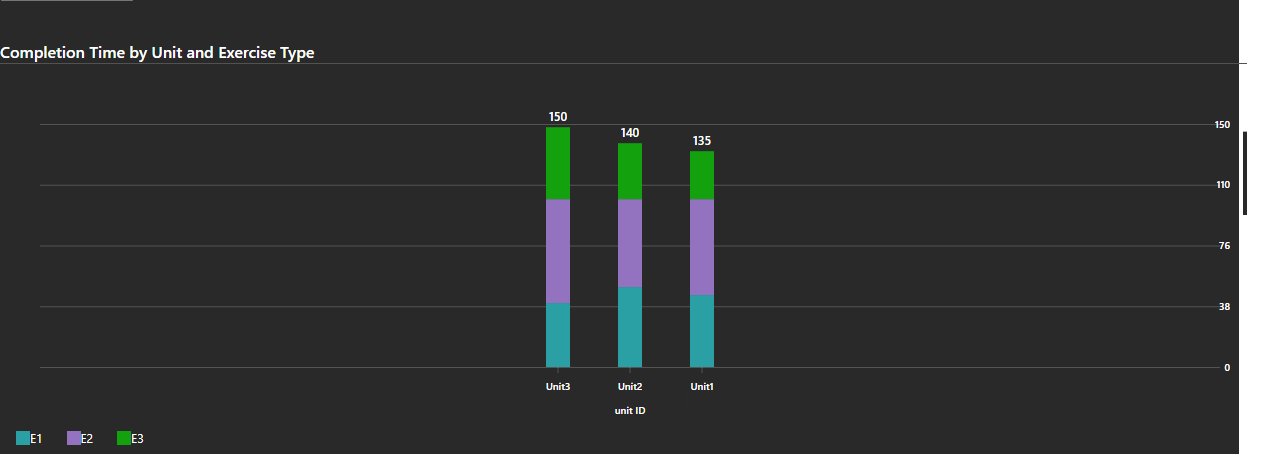 Completion Time by Unit and Exercise Type
150
140
135
150
110
76
38
0
Unit3 Unit2 Unit1
unit ID
E1 E2 E3